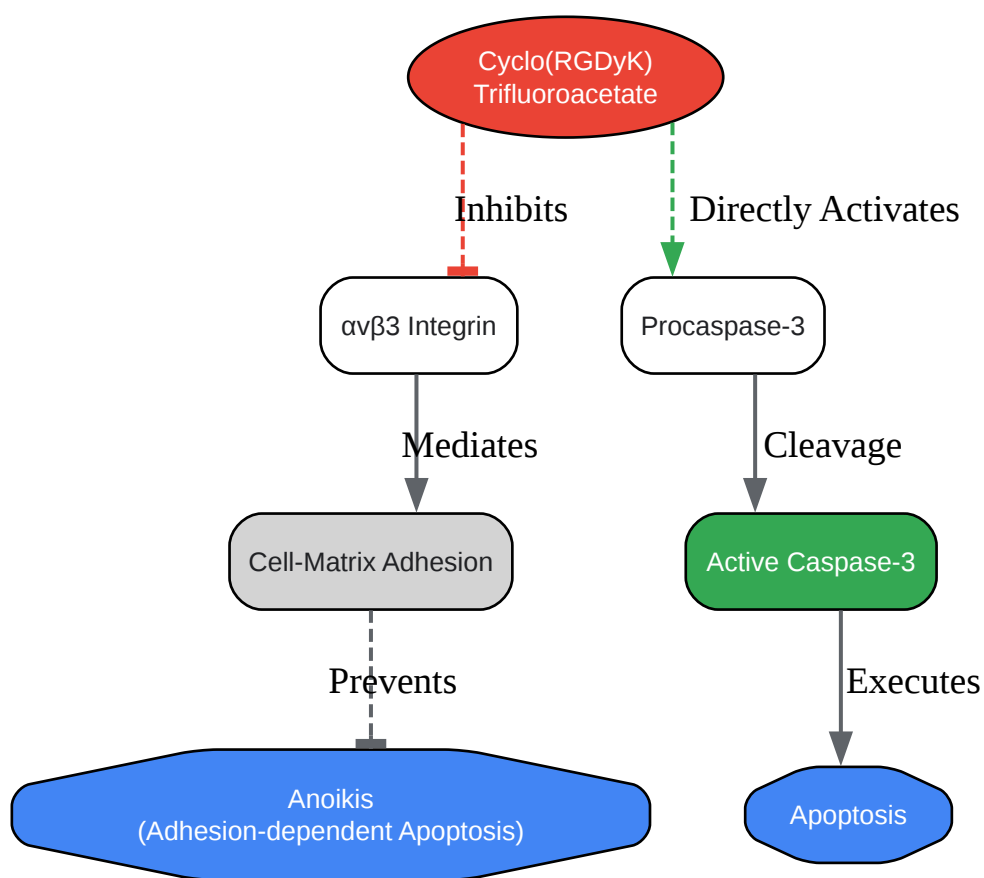 Cyclo(RGDyK)
Trifluoroacetate
Inhibits
Directly Activates
αvβ3 Integrin
Procaspase-3
Mediates
Cleavage
Cell-Matrix Adhesion
Active Caspase-3
Prevents
Executes
Anoikis
(Adhesion-dependent Apoptosis)
Apoptosis